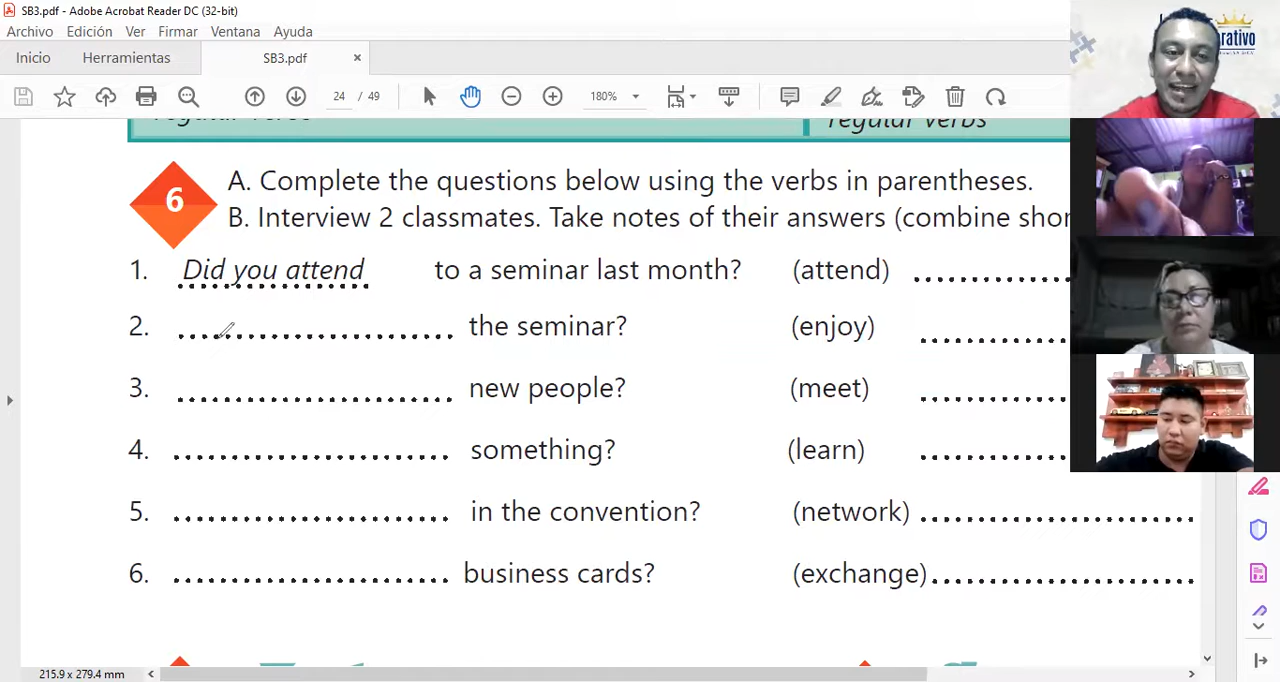 SB3.pdf - Adobe Acrobat Reader DC (32-bit)
Archivo Edición Ver Firmar Ventana Ayuda
Inicio Herramientas SB3.pdf ×
24 / 49 180%
regular verbs regular verbs
6
A. Complete the questions below using the verbs in parentheses.
B. Interview 2 classmates. Take notes of their answers (combine
1. Did you attend to a seminar last month? (attend)
2. the seminar? (enjoy)
3. new people? (meet)
4. something? (learn)
5. in the convention? (network)
6. business cards? (exchange)
215.9 x 279.4 mm